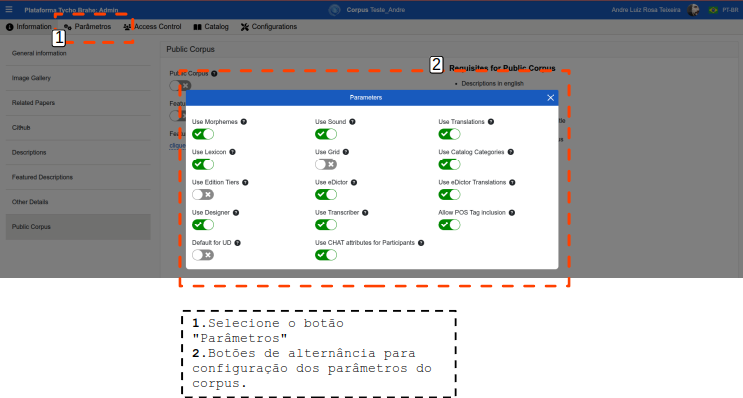 Plataforma Tycho Brahe: Admin
Corpus Teste_Andre
Andre Luiz Rosa Teixeira
PT-BR
Information
Parâmetros
Access Control
Catalog
Configurations
1
General Information
Image Gallery
Related Papers
Github
Descriptions
Featured Descriptions
Other Details
Public Corpus
Public Corpus
2
Public Corpus
Requisites for Public Corpus
Descriptions in english
Featu
Featu
clique
Parameters
Use Morphemes
Use Sound
Use Translations
Use Lexicon
Use Grid
Use Catalog Categories
Use Edition Tiers
Use eDictor
Use eDictor Translations
Use Designer
Use Transcriber
Allow POS Tag inclusion
Default for UD
Use CHAT attributes for Participants
1.Selecione o botão
"Parâmetros"
2.Botões de alternância para
configuração dos parâmetros do
corpus.